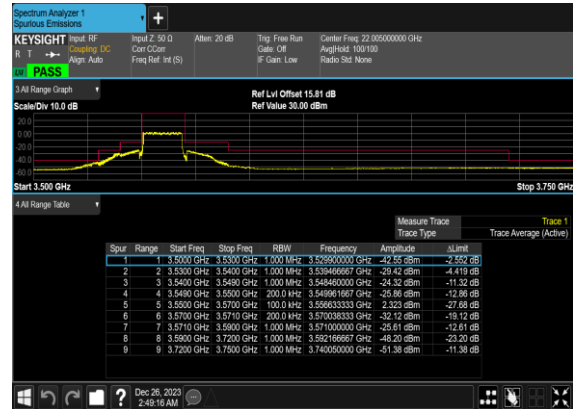 Spectrum Analyzer 1
Spurious Emissions
+
KEYSIGHT Input: RF Input Z: 50 Ω Atten: 20 dB Trig: Free Run Center Freq: 22.005000000 GHz
R T Coupling: DC Corr CCorr Gate: Off Avg|Hold: 100/100
Align: Auto Freq Ref: Int (S) IF Gain: Low Radio Std: None
PASS
3 All Range Graph Ref Lvl Offset 15.81 dB
Scale/Div 10.0 dB Ref Value 30.00 dBm
20.0
0.00
-20.0
-40.0
-60.0
Start 3.500 GHz Stop 3.750 GHz
4 All Range Table
Measure Trace Trace 1
Trace Type Trace Average (Active)
Spur Range Start Freq Stop Freq RBW Frequency Amplitude ΔLimit
1 1 3.5000 GHz 3.5300 GHz 1.000 MHz 3.529900000 GHz -42.55 dBm -2.552 dB
2 2 3.5300 GHz 3.5400 GHz 1.000 MHz 3.539466667 GHz -29.42 dBm -4.419 dB
3 3 3.5400 GHz 3.5490 GHz 1.000 MHz 3.548460000 GHz -24.32 dBm -11.32 dB
4 4 3.5490 GHz 3.5500 GHz 200.0 kHz 3.549961667 GHz -25.86 dBm -12.86 dB
5 5 3.5500 GHz 3.5700 GHz 100.0 kHz 3.556633333 GHz 2.323 dBm -27.68 dB
6 6 3.5700 GHz 3.5710 GHz 200.0 kHz 3.570038333 GHz -32.12 dBm -19.12 dB
7 7 3.5710 GHz 3.5900 GHz 1.000 MHz 3.571000000 GHz -25.61 dBm -12.61 dB
8 8 3.5900 GHz 3.7200 GHz 1.000 MHz 3.592166667 GHz -48.20 dBm -23.20 dB
9 9 3.7200 GHz 3.7500 GHz 1.000 MHz 3.740050000 GHz -51.38 dBm -11.38 dB
? Dec 26, 2023
2:49:16 AM